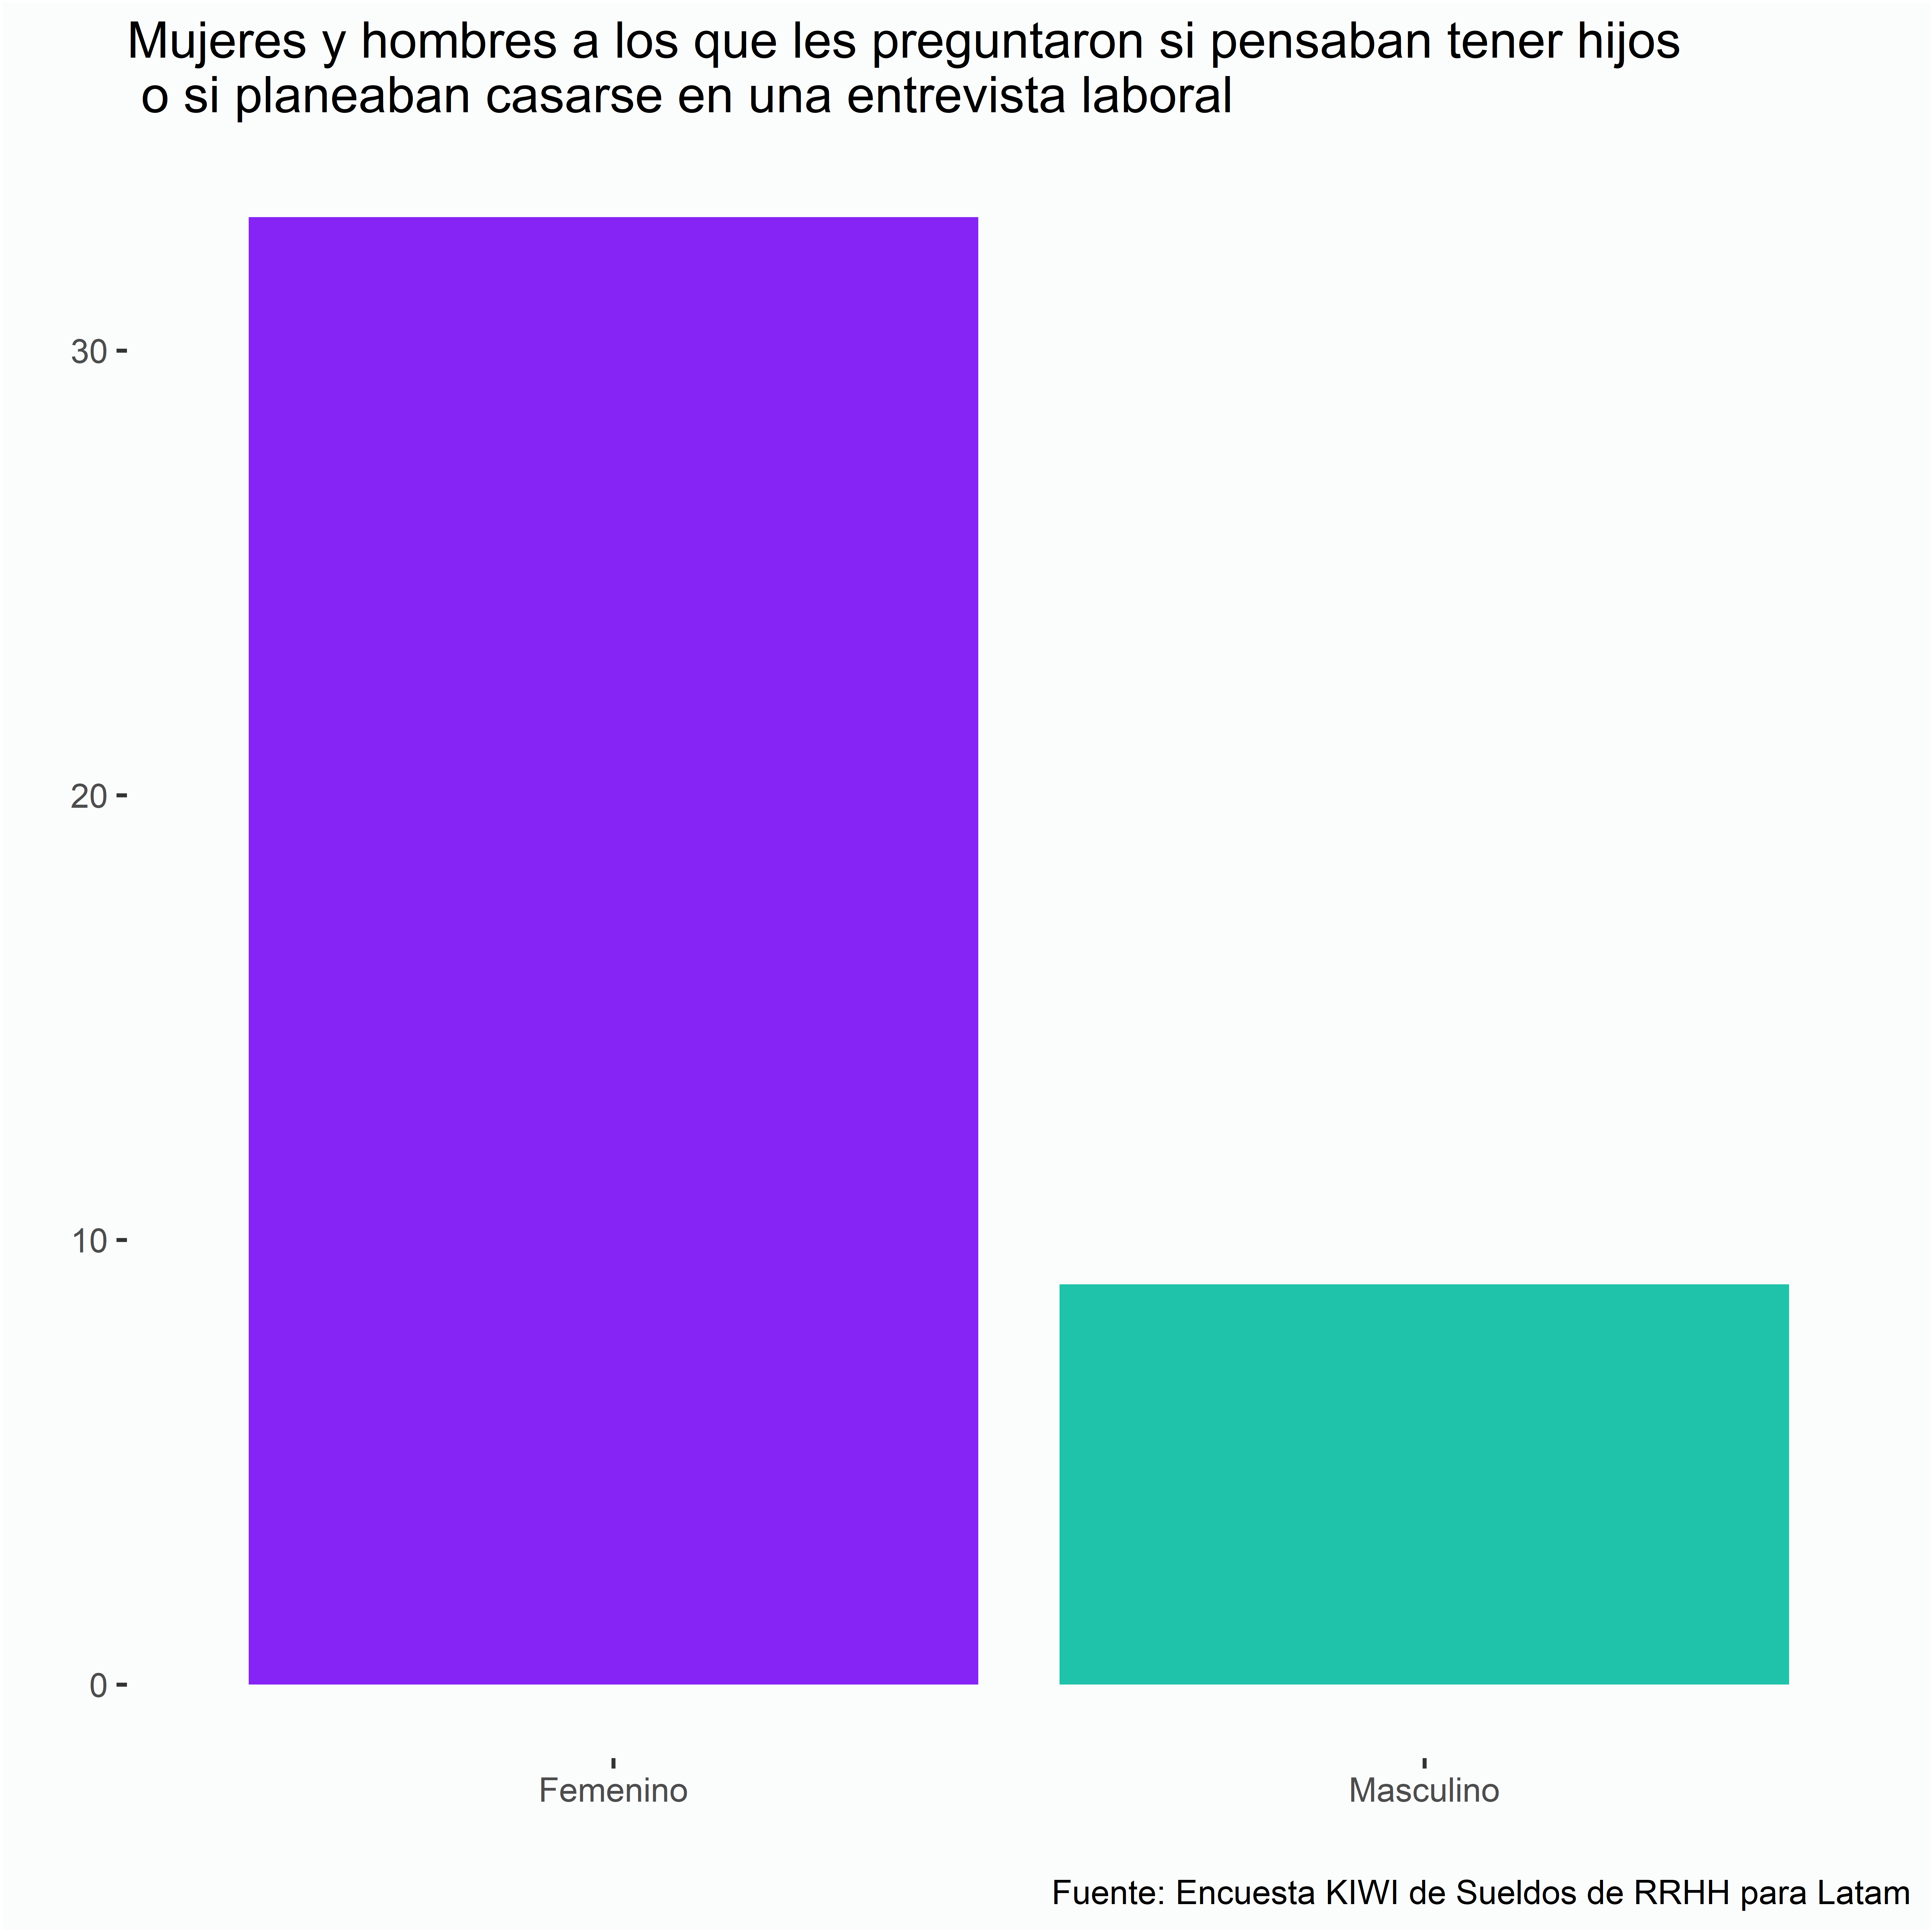 Mujeres y hombres a los que les preguntaron si pensaban tener hijos
o si planeaban casarse en una entrevista laboral
30
20
10
0
Femenino
Masculino
Fuente: Encuesta KIWI de Sueldos de RRHH para Latam